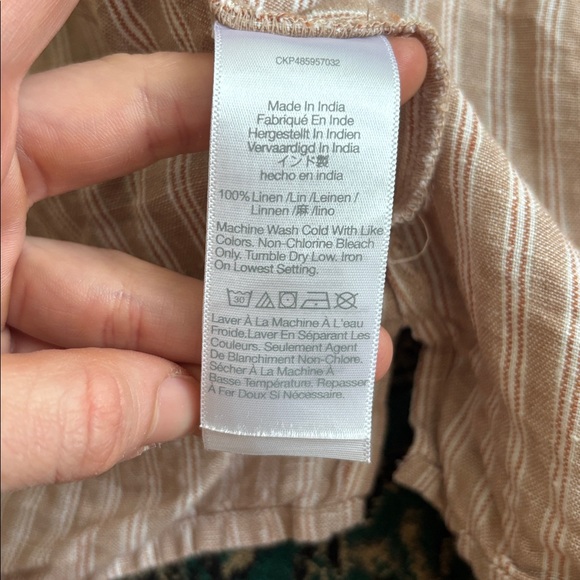 CKP485957032
Made In India
Fabriqué En Inde
Hergestellt In Indien
Vervaardigd In India
インド製
hecho en india
100% Linen /Lin /Leinen /
Linnen /麻/lino
Machine Wash Cold With Like
Colors. Non-Chlorine Bleach
Only. Tumble Dry Low. Iron
On Lowest Setting.
30
Laver À La Machine À L'eau
Froide.Laver En Séparant Les
Couleurs. Seulement Agent
De Blanchiment Non-Chlore.
Sécher À La Machine À
Basse Température. Repasser
À Fer Doux Si Nécessaire.